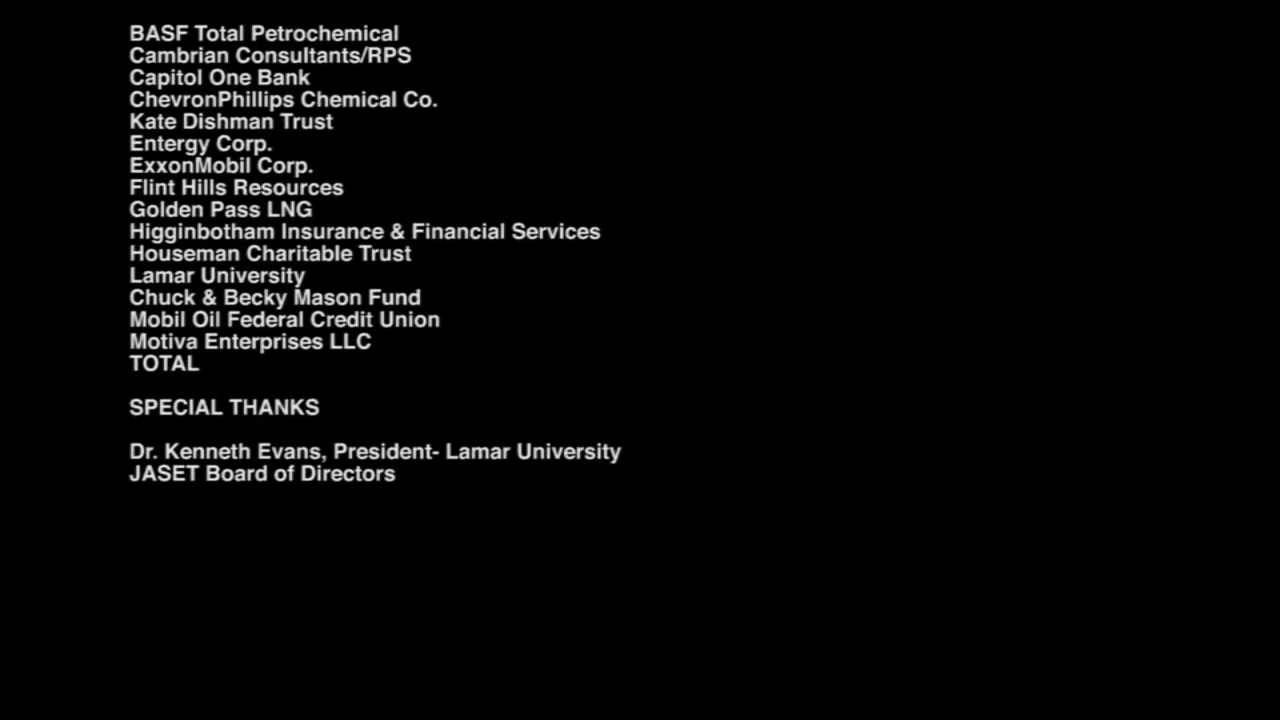 BASF Total Petrochemical
Cambrian Consultants/RPS
Capitol One Bank
ChevronPhillips Chemical Co.
Kate Dishman Trust
Entergy Corp.
ExxonMobil Corp.
Flint Hills Resources
Golden Pass LNG
Higginbotham Insurance & Financial Services
Houseman Charitable Trust
Lamar University
Chuck & Becky Mason Fund
Mobil Oil Federal Credit Union
Motiva Enterprises LLC
TOTAL
SPECIAL THANKS
Dr. Kenneth Evans, President- Lamar University
JASET Board of Directors